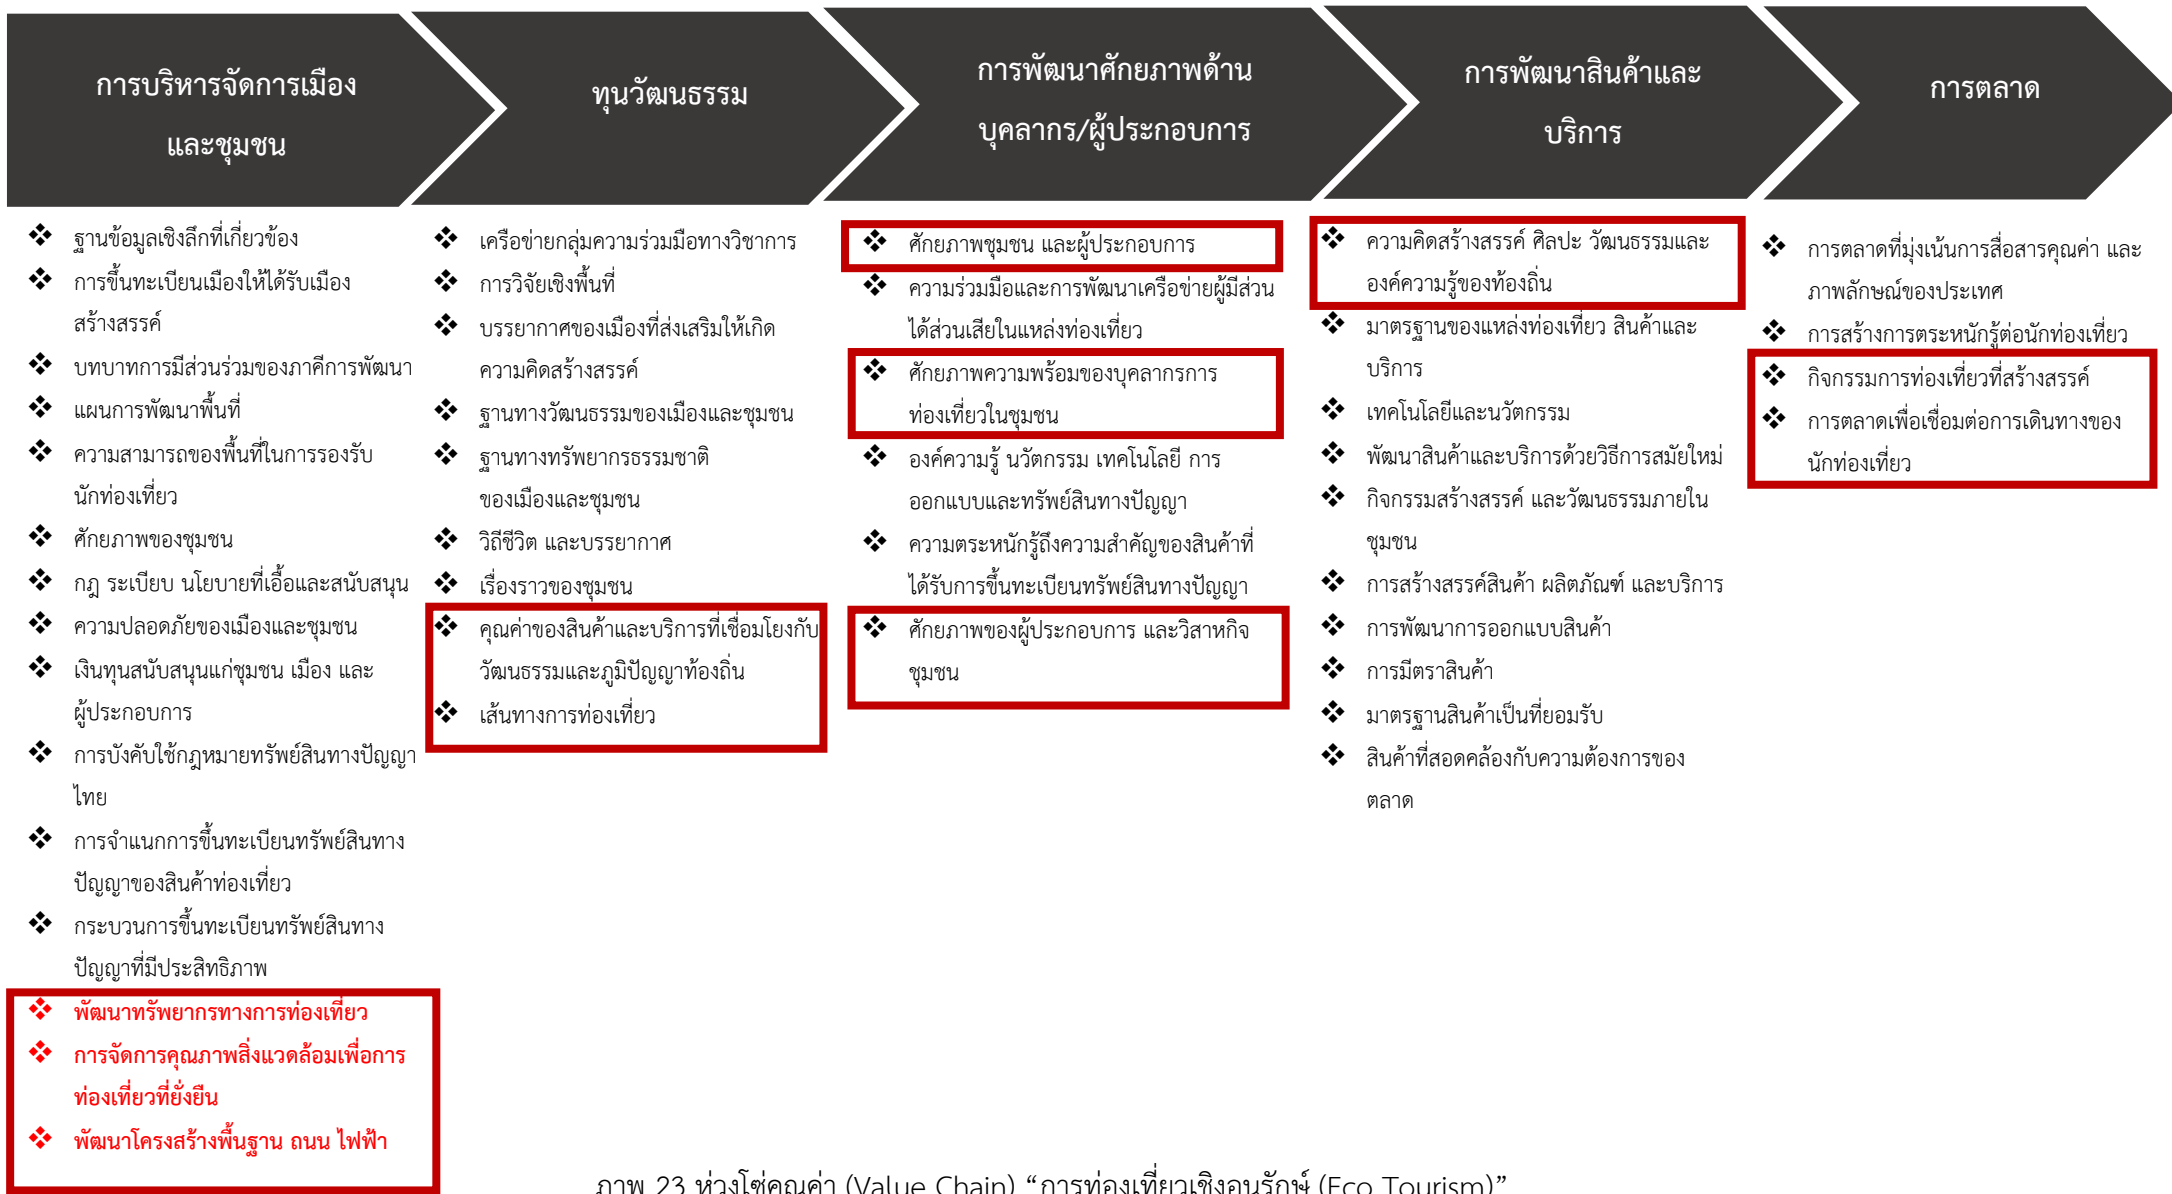 การบริหารจัดการเมือง
และชุมชน
ทุนวัฒนธรรม
การพัฒนาศักยภาพด้าน
บุคลากร/ผู้ประกอบการ
การพัฒนาสินค้าและ
บริการ
การตลาด
❖ ฐานข้อมูลเชิงลึกที่เกี่ยวข้อง
❖ การขึ้นทะเบียนเมืองให้ได้รับเมือง
สร้างสรรค์
❖ บทบาทการมีส่วนร่วมของภาคีการพัฒนา
❖ แผนการพัฒนาพื้นที่
❖ ความสามารถของพื้นที่ในการรองรับ
นักท่องเที่ยว
❖ ศักยภาพของชุมชน
❖ กฎ ระเบียบ นโยบายที่เอื้อและสนับสนุน
❖ ความปลอดภัยของเมืองและชุมชน
❖ เงินทุนสนับสนุนแก่ชุมชน เมือง และ
ผู้ประกอบการ
❖ การบังคับใช้กฎหมายทรัพย์สินทางปัญญา
ไทย
❖ การจำแนกการขึ้นทะเบียนทรัพย์สินทาง
ปัญญาของสินค้าท่องเที่ยว
❖ กระบวนการขึ้นทะเบียนทรัพย์สินทาง
ปัญญาที่มีประสิทธิภาพ
❖ พัฒนาทรัพยากรทางการท่องเที่ยว
❖ การจัดการคุณภาพสิ่งแวดล้อมเพื่อการ
ท่องเที่ยวที่ยั่งยืน
❖ พัฒนาโครงสร้างพื้นฐาน ถนน ไฟฟ้า
❖ เครือข่ายกลุ่มความร่วมมือทางวิชาการ
❖ การวิจัยเชิงพื้นที่
❖ บรรยากาศของเมืองที่ส่งเสริมให้เกิด
ความคิดสร้างสรรค์
❖ ฐานทางวัฒนธรรมของเมืองและชุมชน
❖ ฐานทางทรัพยากรธรรมชาติ
ของเมืองและชุมชน
❖ วิถีชีวิต และบรรยากาศ
❖ เรื่องราวของชุมชน
❖ คุณค่าของสินค้าและบริการที่เชื่อมโยงกับ
วัฒนธรรมและภูมิปัญญาท้องถิ่น
❖ เส้นทางการท่องเที่ยว
❖ ศักยภาพชุมชน และผู้ประกอบการ
❖ ความร่วมมือและการพัฒนาเครือข่ายผู้มีส่วน
ได้ส่วนเสียในแหล่งท่องเที่ยว
❖ ศักยภาพความพร้อมของบุคลากรการ
ท่องเที่ยวในชุมชน
❖ องค์ความรู้ นวัตกรรม เทคโนโลยี การ
ออกแบบและทรัพย์สินทางปัญญา
❖ ความตระหนักรู้ถึงความสำคัญของสินค้าที่
ได้รับการขึ้นทะเบียนทรัพย์สินทางปัญญา
❖ ศักยภาพของผู้ประกอบการ และวิสาหกิจ
ชุมชน
❖ ความคิดสร้างสรรค์ ศิลปะ วัฒนธรรมและ
องค์ความรู้ของท้องถิ่น
❖ มาตรฐานของแหล่งท่องเที่ยว สินค้าและ
บริการ
❖ เทคโนโลยีและนวัตกรรม
❖ พัฒนาสินค้าและบริการด้วยวิธีการสมัยใหม่
❖ กิจกรรมสร้างสรรค์ และวัฒนธรรมภายใน
ชุมชน
❖ การสร้างสรรค์สินค้า ผลิตภัณฑ์ และบริการ
❖ การพัฒนาการออกแบบสินค้า
❖ การมีตราสินค้า
❖ มาตรฐานสินค้าเป็นที่ยอมรับ
❖ สินค้าที่สอดคล้องกับความต้องการของ
ตลาด
❖ การตลาดที่มุ่งเน้นการสื่อสารคุณค่า และ
ภาพลักษณ์ของประเทศ
❖ การสร้างการตระหนักรู้ต่อนักท่องเที่ยว
❖ กิจกรรมการท่องเที่ยวที่สร้างสรรค์
❖ การตลาดเพื่อเชื่อมต่อการเดินทางของ
นักท่องเที่ยว
ภาพ 23 ห่วงโซ่คุณค่า (Value Chain) “การท่องเที่ยวเชิงอนุรักษ์ (Eco Tourism)”